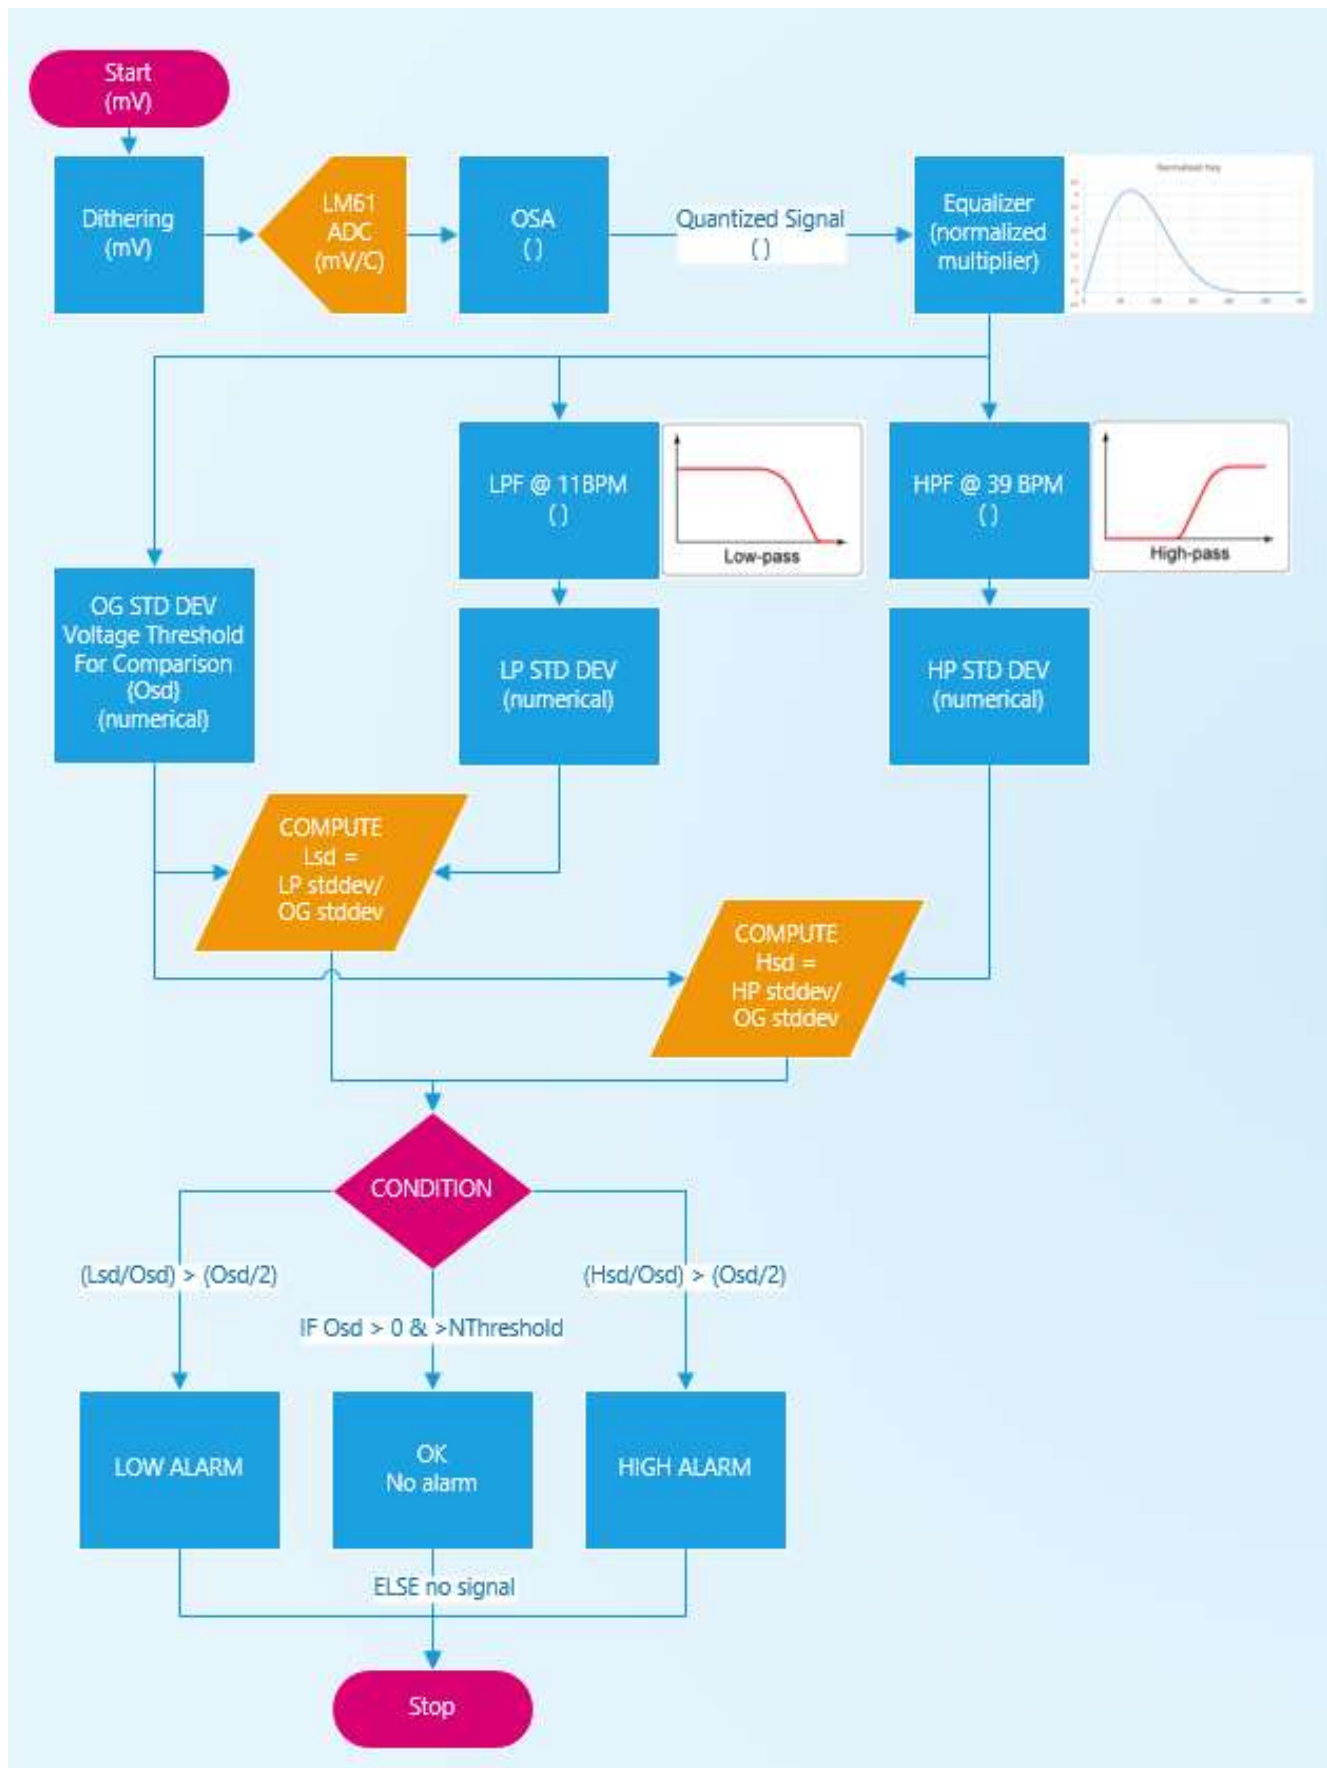 Start
(mV)
Dithering
(mV)
LM61
ADC
(mV/C)
OSA
( )
Quantized Signal
( )
Equalizer
(normalized
multiplier)
LPF @ 11BPM
( )
Low-pass
HPF @ 39 BPM
( )
High-pass
OG STD DEV
Voltage Threshold
For Comparison
{Osd}
(numerical)
LP STD DEV
(numerical)
HP STD DEV
(numerical)
COMPUTE
Lsd =
LP stddev/
OG stddev
COMPUTE
Hsd =
HP stddev/
OG stddev
CONDITION
(Lsd/Osd) > (Osd/2)
(Hsd/Osd) > (Osd/2)
IF Osd > 0 & >NThreshold
LOW ALARM
OK
No alarm
HIGH ALARM
ELSE no signal
Stop